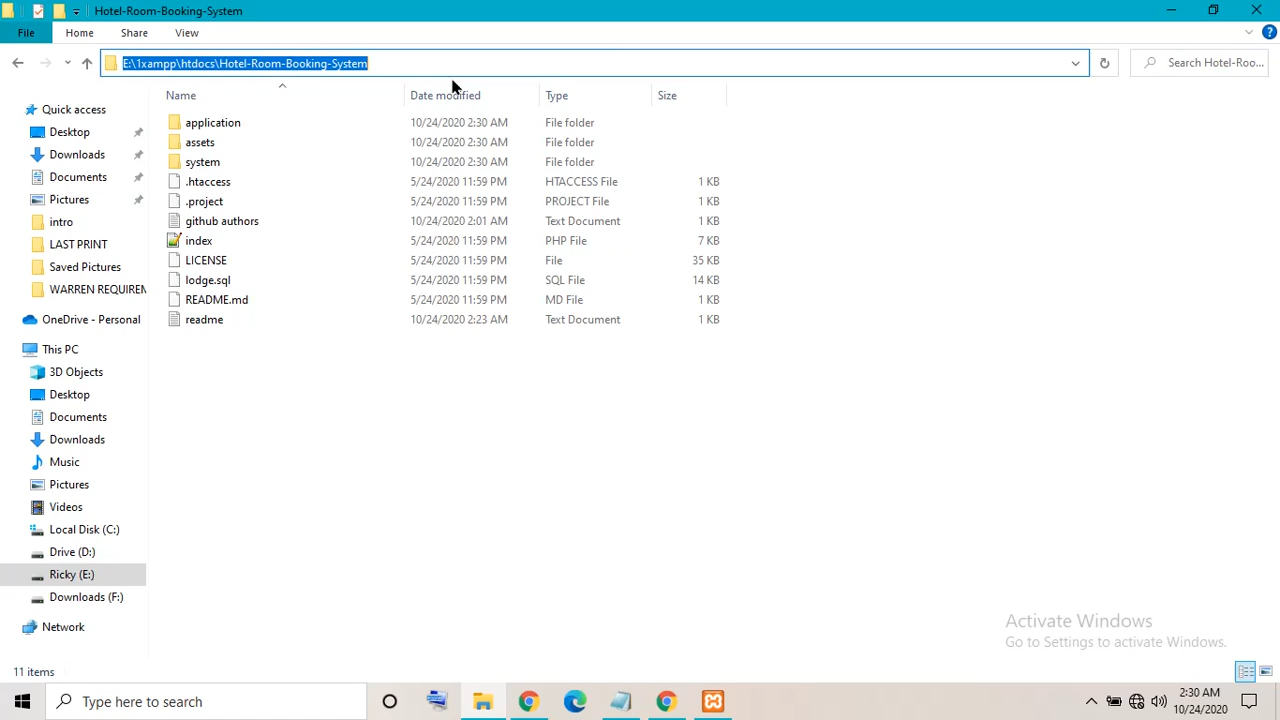 Hotel-Room-Booking-System
File Home Share View
E:\1xampp\htdocs\Hotel-Room-Booking-System
Search Hotel-Roo...
Name Date modified Type Size
Quick access
Desktop
Downloads
Documents
Pictures
intro
LAST PRINT
Saved Pictures
WARREN REQUIREM
OneDrive - Personal
This PC
3D Objects
Desktop
Documents
Downloads
Music
Pictures
Videos
Local Disk (C:)
Drive (D:)
Ricky (E:)
Downloads (F:)
Network
application 10/24/2020 2:30 AM File folder
assets 10/24/2020 2:30 AM File folder
system 10/24/2020 2:30 AM File folder
.htaccess 5/24/2020 11:59 PM HTACCESS File 1 KB
.project 5/24/2020 11:59 PM PROJECT File 1 KB
github authors 10/24/2020 2:01 AM Text Document 1 KB
index 5/24/2020 11:59 PM PHP File 7 KB
LICENSE 5/24/2020 11:59 PM File 35 KB
lodge.sql 5/24/2020 11:59 PM SQL File 14 KB
README.md 5/24/2020 11:59 PM MD File 1 KB
readme 10/24/2020 2:23 AM Text Document 1 KB
Activate Windows
Go to Settings to activate Windows.
11 items
Type here to search
2:30 AM
10/24/2020